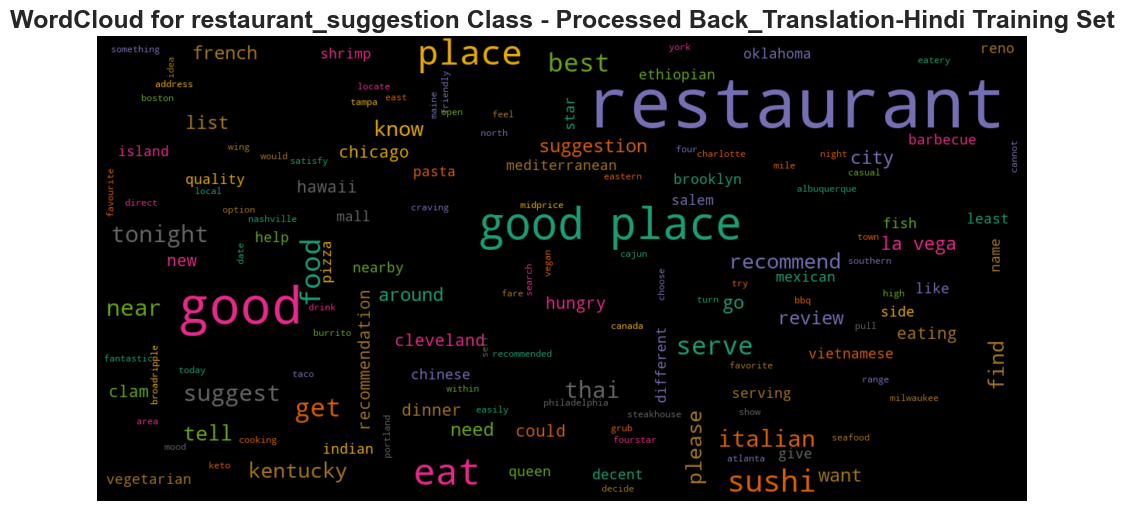 WordCloud for restaurant_suggestion Class - Processed Back_Translation-Hindi Training Set
something
french
shrimp
place
best
york
oklahoma
reno
eatery
idea
address
boston
locate
tampa
east
maine
friendly
open
ethiopian
star
restaurant
list
know
feel
north
suggestion
four
charlotte
mile
night
city
barbecue
cannot
island
wing
would
satisfy
chicago
pasta
mediterranean
eastern
brooklyn
casual
albuquerque
favourite
quality
local
hawaii
direct
option
nashville
mall
craving
midprice
good place
salem
fish
least
tonight
help
date
food
pizza
new
nearby
cajun
vegan
search
choose
recommend
town
la vega
southern
name
mexican
try
near
good
drink
around
fare
hungry
turn
go
bbq
high
like
side
review
pull
eating
burrito
recommendation
cleveland
canada
different
serve
vietnamese
find
fantastic
broadripple
today
taco
recommended
chinese
within
favorite
range
clam
suggest
thai
philadelphia
serving
milwaukee
get
dinner
easily
steakhouse
show
area
tell
need
could
grub
fourstar
please
italian
seafood
mood
cooking
portland
indian
give
atlanta
keto
kentucky
eat
queen
decent
decide
sushi
want
vegetarian